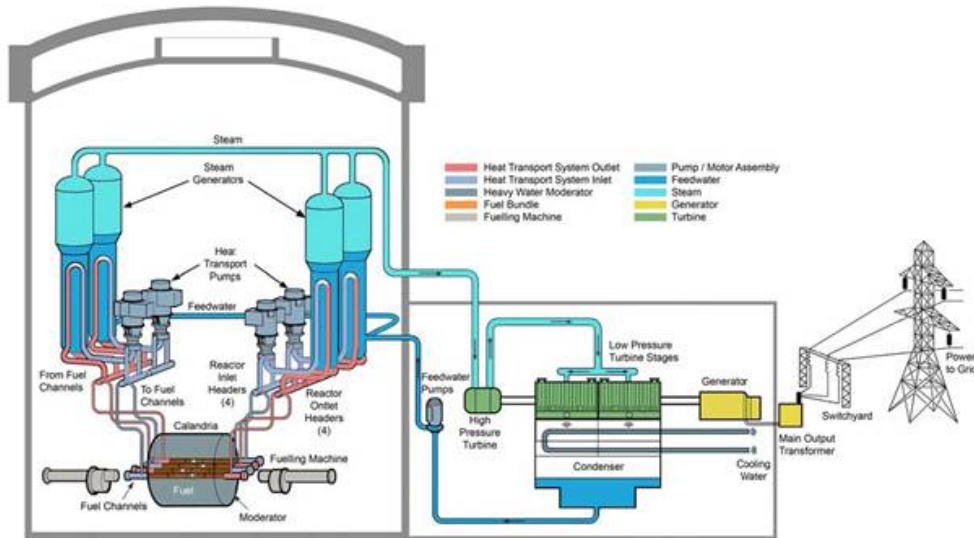 Steam
Steam
Generators
Heat
Transport
Pumps
Feedwater
From Fuel
Channels
To Fuel
Channels
Reactor
Inlet
Headers
(4)
Reactor
Ontlet
Headers
(4)
Calandria
Fuelling Machine
Fuel
Fuel Channels
Moderator
Heat Transport System Outlet
Heat Transport System Inlet
Heavy Water Moderator
Fuel Bundle
Fuelling Machine
Pump / Motor Assembly
Feedwater
Steam
Generator
Turbine
Feedwater
Pumps
High
Pressure
Turbine
Low Pressure
Turbine Stages
Generator
Condenser
Cooling
Water
Main Output
Transformer
Switchyard
Power
to Grid